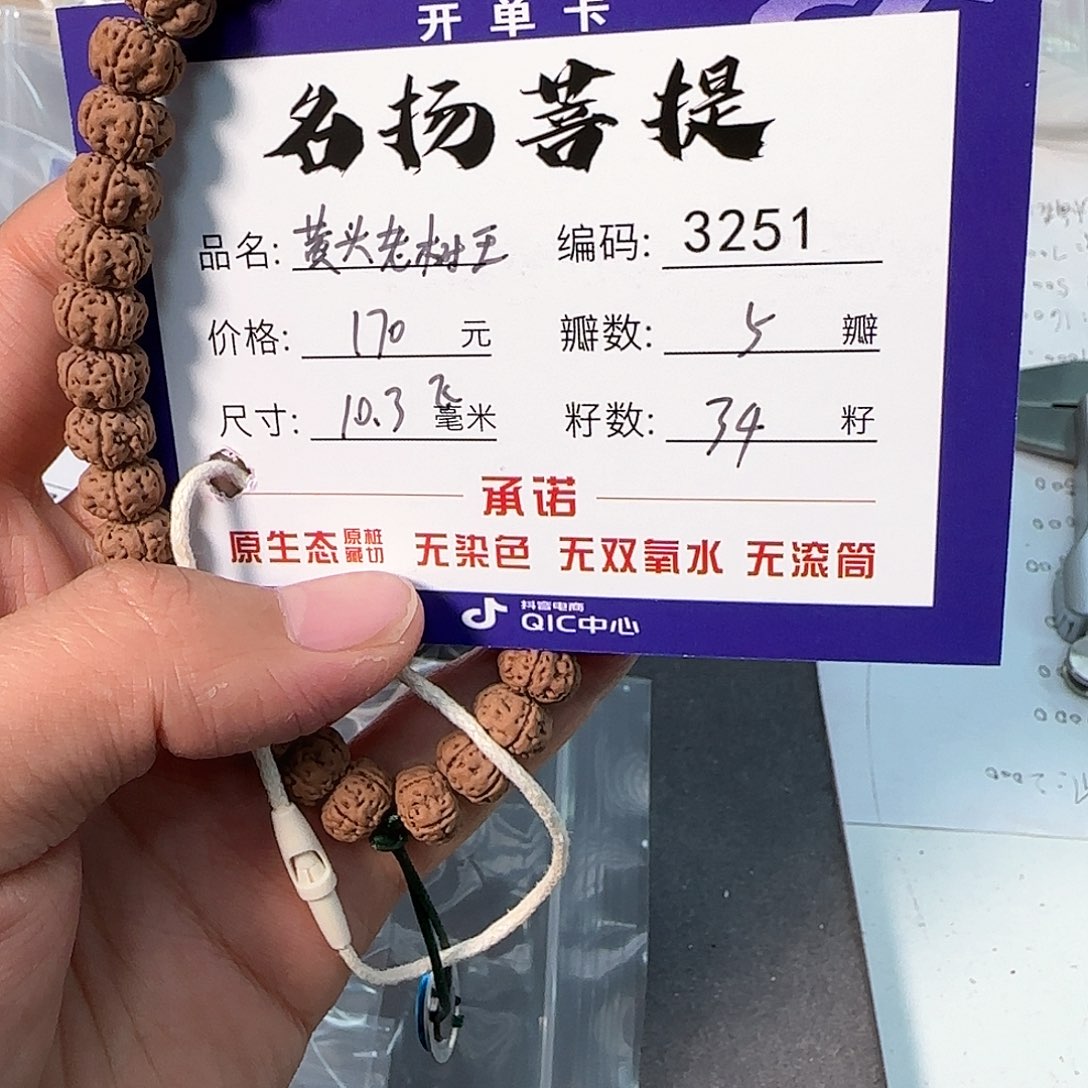 开单卡
名扬菩提
品名: 黄头老树王 编码: 3251
价格: 170 元 瓣数: 5 瓣
尺寸: 10.3 飞 毫米 籽数: 34 籽
承诺
原生态 原桩藏切 无染色 无双氧水 无滚筒
抖音电商
QIC中心